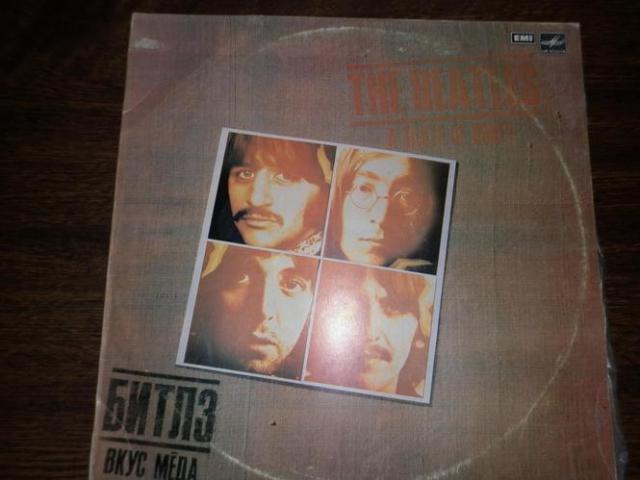 EMI
THE BEATLES
A TASTE OF HONEY
БИТЛЗ
ВКУС МЁДА